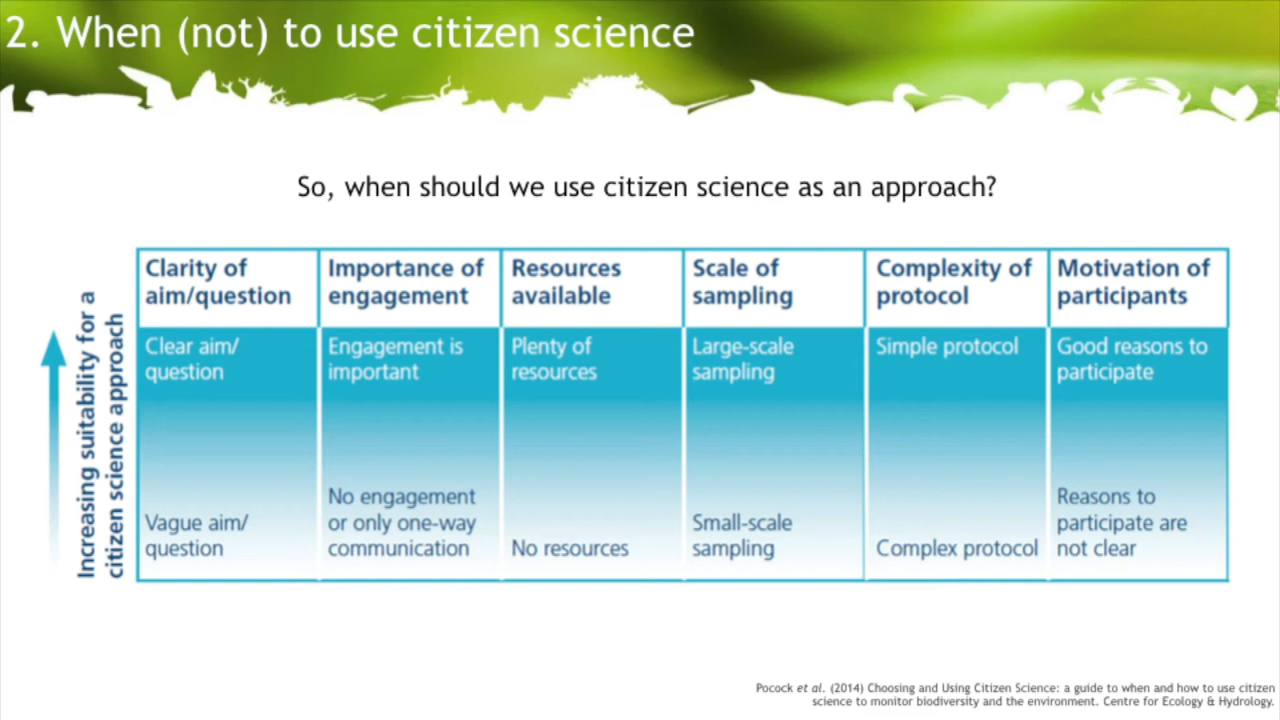 2. When (not) to use citizen science
So, when should we use citizen science as an approach?
Increasing suitability for a
citizen science approach
Clarity of
aim/question
Importance of
engagement
Resources
available
Scale of
sampling
Complexity of
protocol
Motivation of
participants
Clear aim/
question
Engagement is
important
Plenty of
resources
Large-scale
sampling
Simple protocol
Good reasons to
participate
Vague aim/
question
No engagement
or only one-way
communication
No resources
Small-scale
sampling
Complex protocol
Reasons to
participate are
not clear
Pocock et al. (2014) Choosing and Using Citizen Science: a guide to when and how to use citizen
science to monitor biodiversity and the environment. Centre for Ecology & Hydrology.